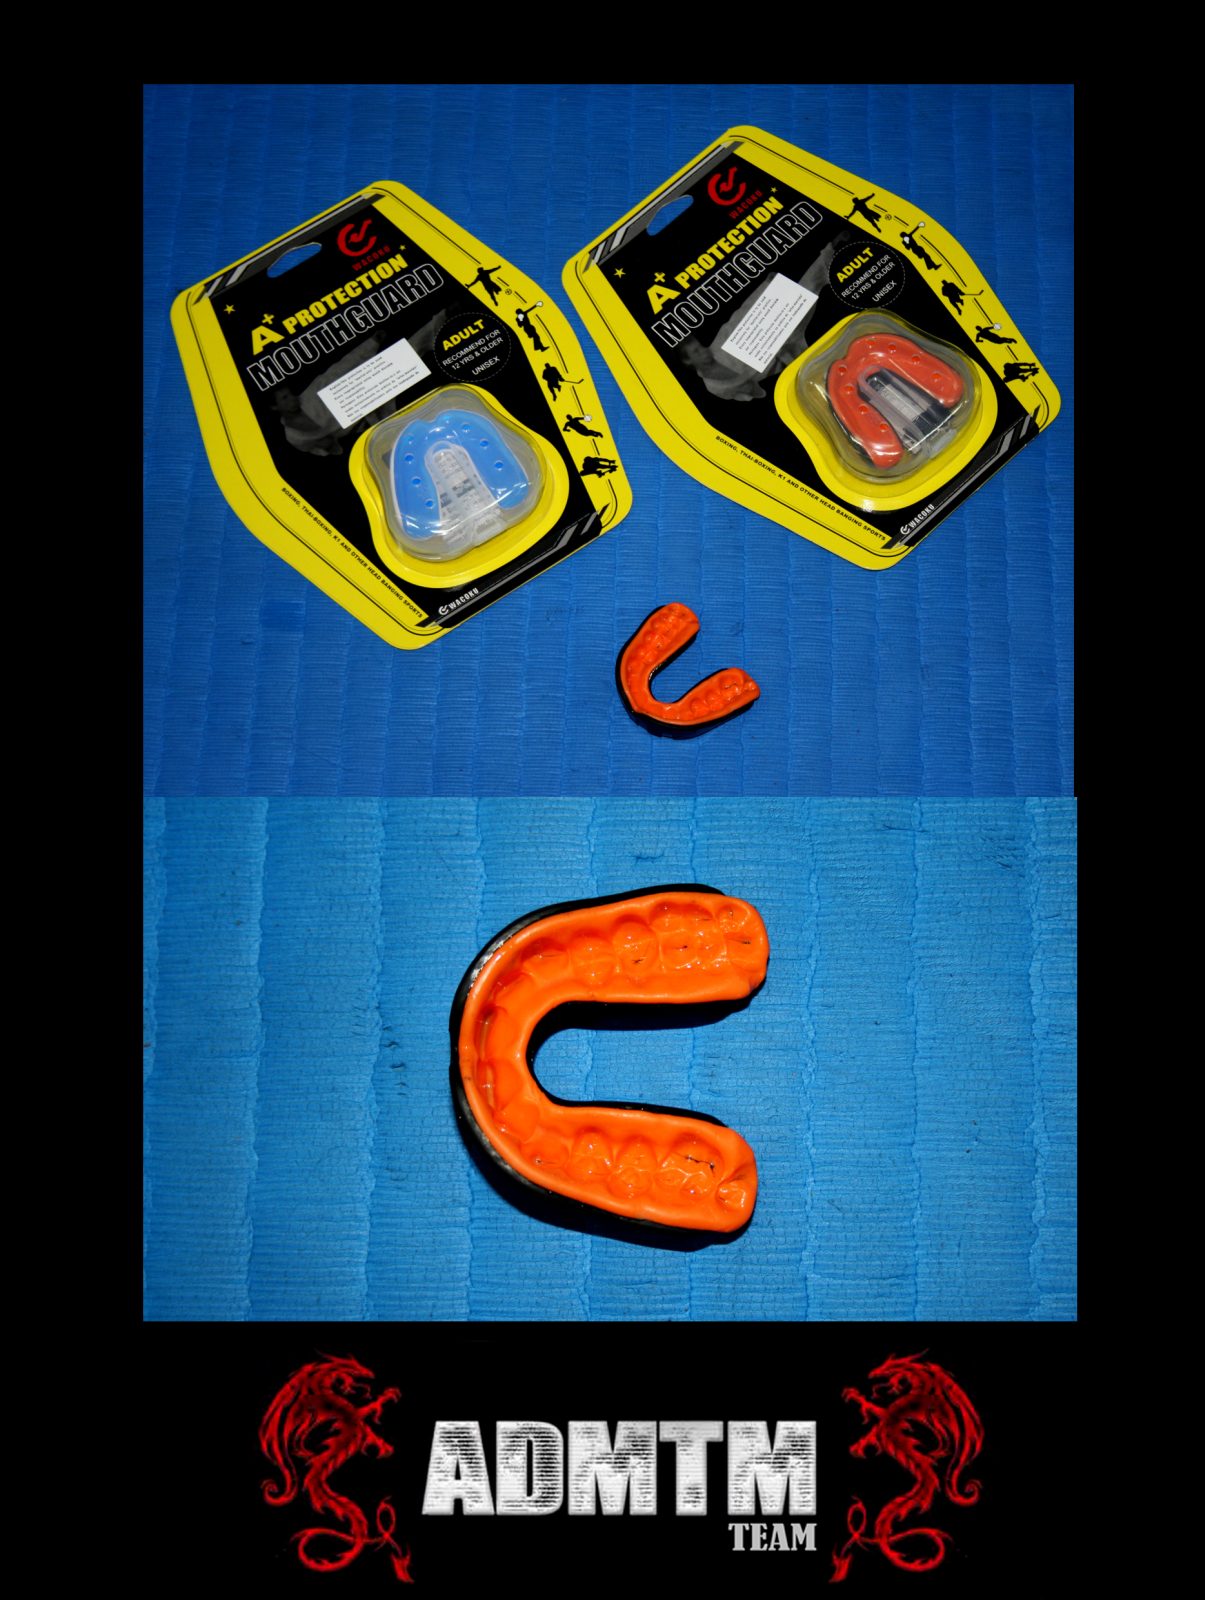 WACOKU
A+ PROTECTION
MOUTHGUARD
ADULT
RECOMMEND FOR
12 YRS & OLDER
UNISEX
BOXING, THAI-BOXING, K1 AND OTHER HEAD BANGING SPORTS
WACOKU
WACOKU
A+ PROTECTION
MOUTHGUARD
ADULT
RECOMMEND FOR
12 YRS & OLDER
UNISEX
BOXING, THAI-BOXING, K1 AND OTHER HEAD BANGING SPORTS
WACOKU
ADMTM
TEAM